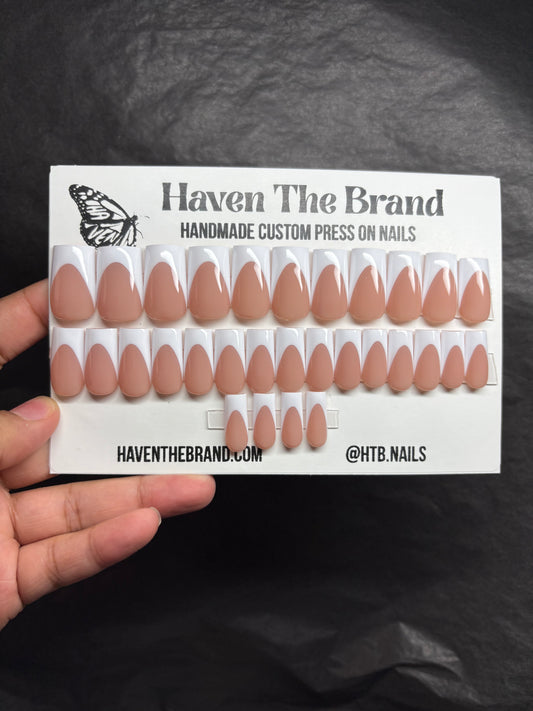 Haven The Brand
HANDMADE CUSTOM PRESS ON NAILS
HAVENTHEBRAND.COM
@HTB.NAILS